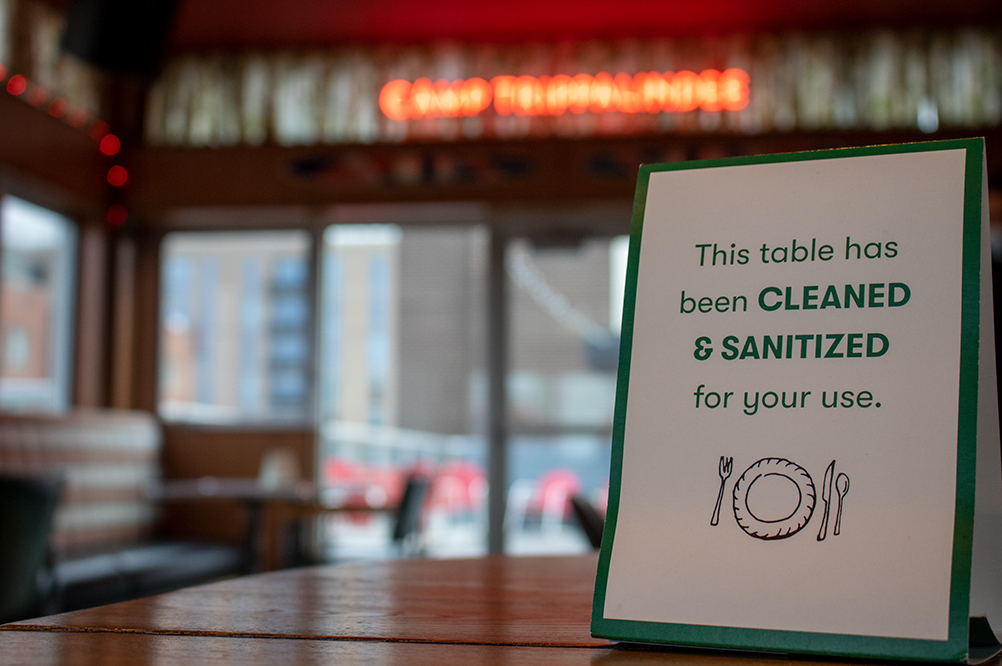 This table has
been CLEANED
& SANITIZED
for your use.